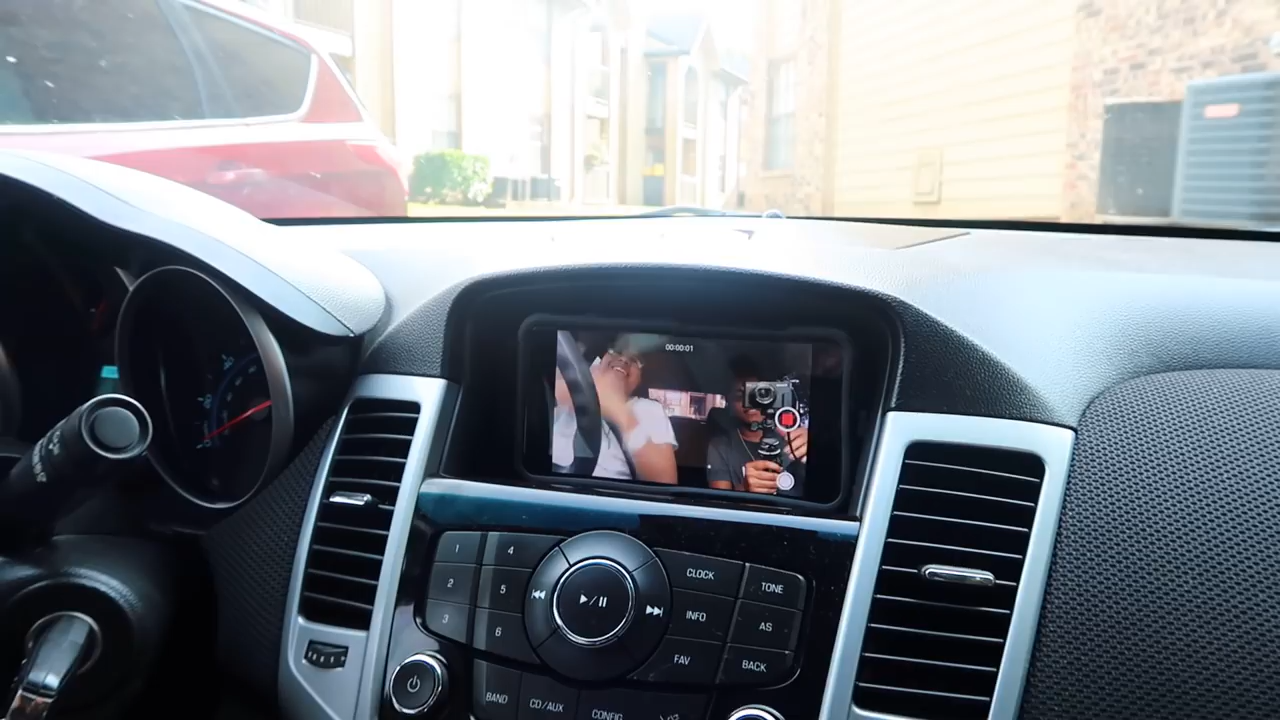 00:00:01
1
4
CLOCK
TONE
2
5
INFO
AS
3
6
FAV
BACK
BAND
CD/AUX
CONFIG